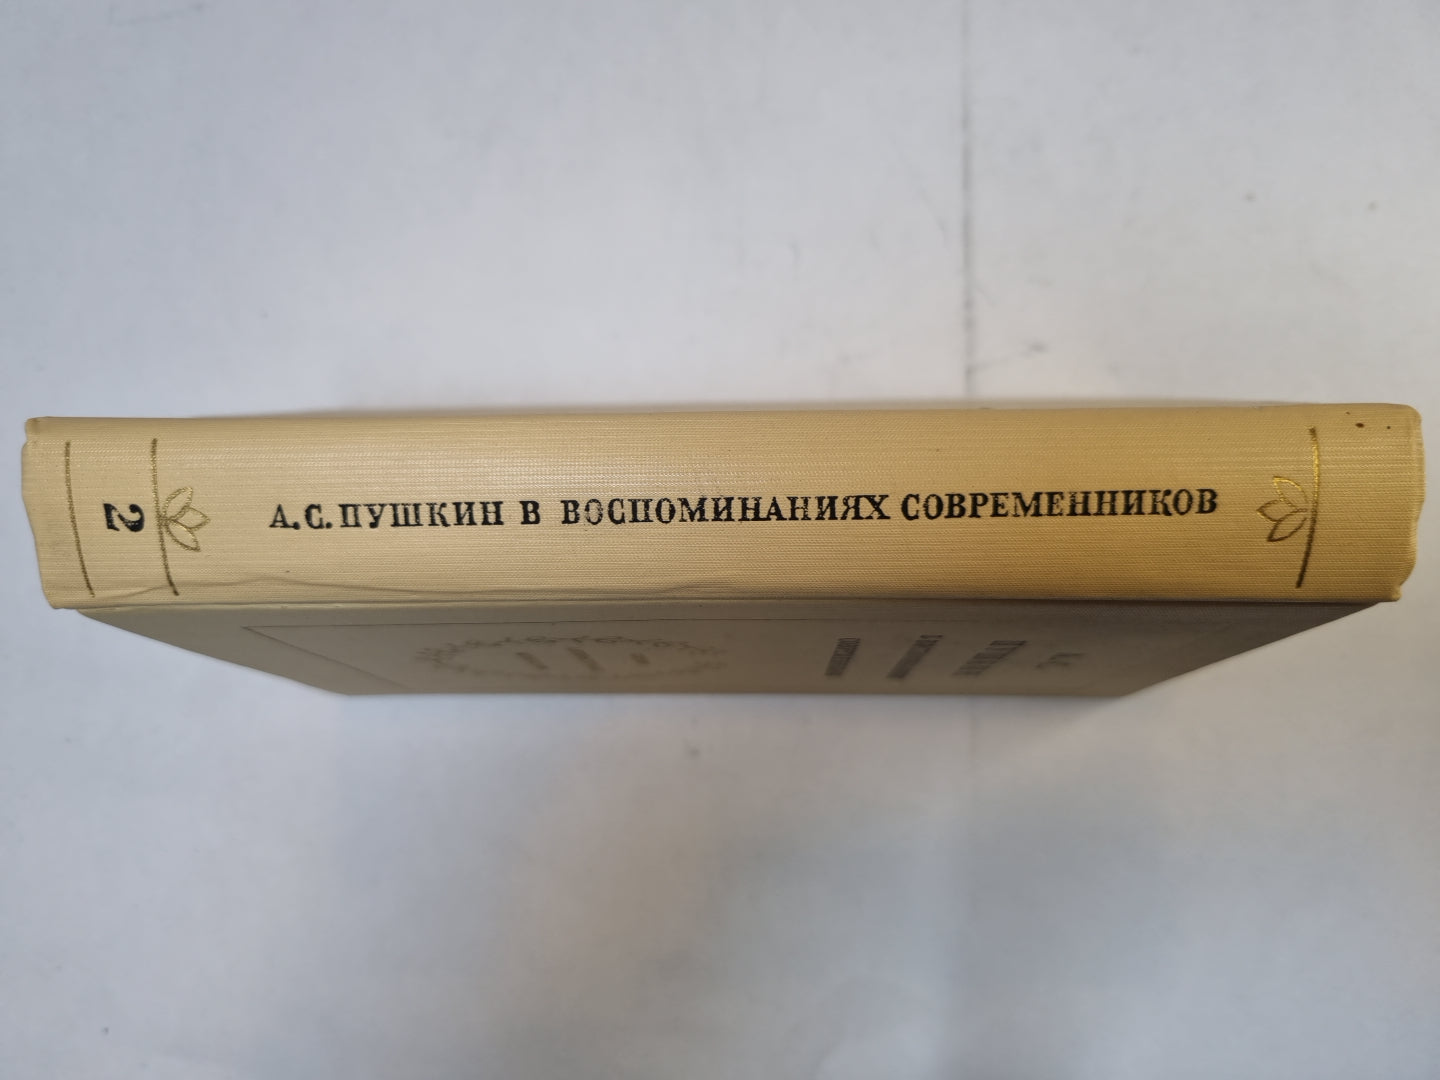 А.С. ПУШКИН В ВОСПОМИНАНИЯХ СОВРЕМЕННИКОВ
2